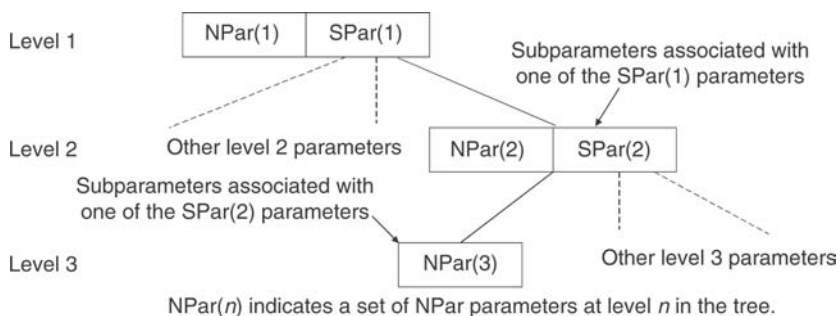 Level 1
NPar(1)
SPar(1)
Subparameters associated with
one of the SPar(1) parameters
Level 2
Other level 2 parameters
NPar(2)
SPar(2)
Subparameters associated with
one of the SPar(2) parameters
Level 3
NPar(3)
Other level 3 parameters
NPar(n) indicates a set of NPar parameters at level n in the tree.